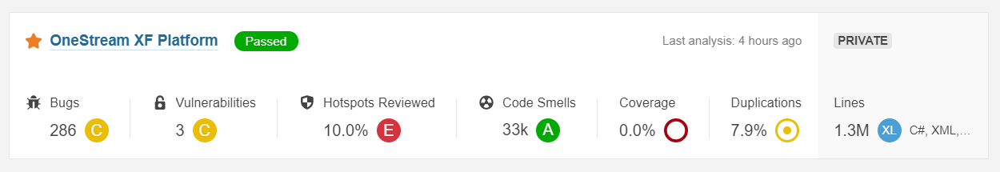 OneStream XF Platform Passed Last analysis: 4 hours ago PRIVATE
Bugs Vulnerabilities Hotspots Reviewed Code Smells Coverage Duplications Lines
286 C 3 C 10.0% E 33k A 0.0% 7.9% 1.3M XL C#, XML,...